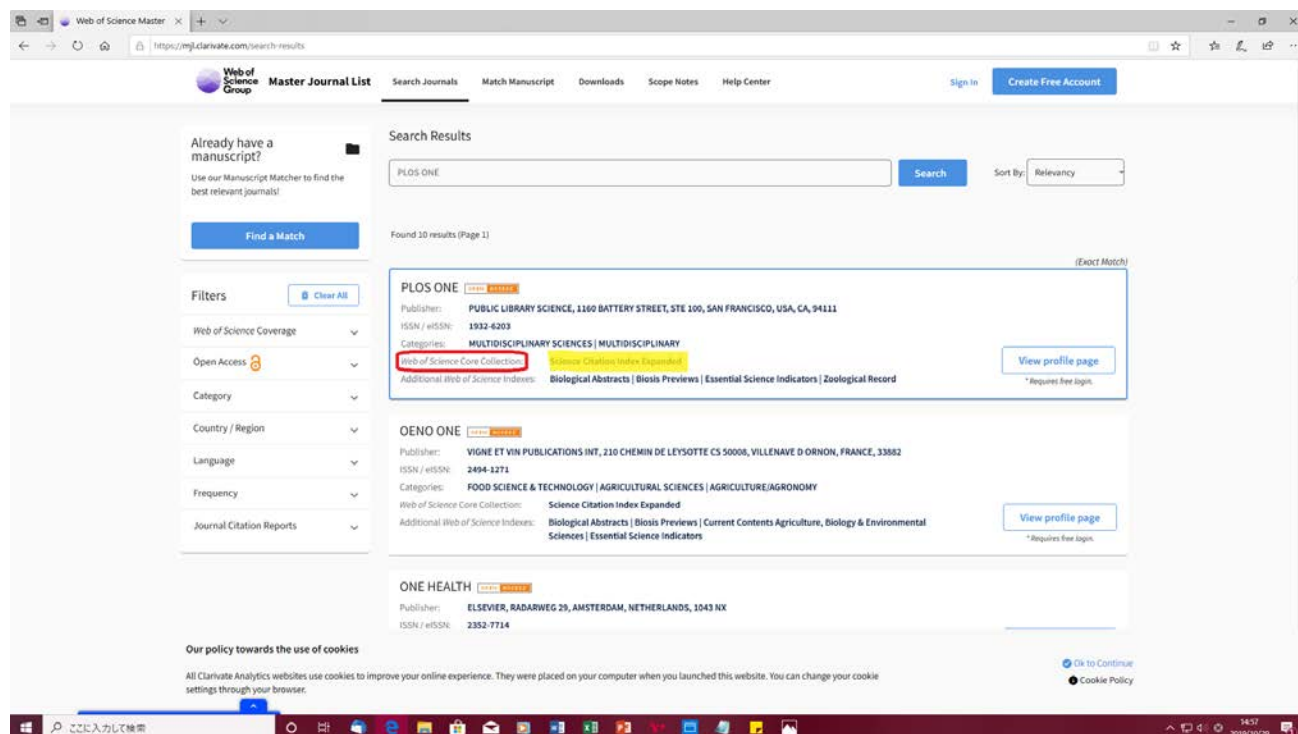 Web of Science Master
https://mjl.clarivate.com/search-results
Web of
Science
Group
Master Journal List
Search Journals
Match Manuscript
Downloads
Scope Notes
Help Center
Sign In
Create Free Account
Already have a
manuscript?
Use our Manuscript Matcher to find the
best relevant journals!
Find a Match
Filters
Clear All
Web of Science Coverage
Open Access
Category
Country / Region
Language
Frequency
Journal Citation Reports
Search Results
PLOS ONE
Search
Sort By:
Relevancy
Found 10 results (Page 1)
(Exact Match)
PLOS ONE OPEN ACCESS
Publisher: PUBLIC LIBRARY SCIENCE, 1160 BATTERY STREET, STE 100, SAN FRANCISCO, USA, CA, 94111
ISSN / eISSN: 1932-6203
Categories: MULTIDISCIPLINARY SCIENCES | MULTIDISCIPLINARY
Web of Science Core Collection: Science Citation Index Expanded
Additional Web of Science Indexes: Biological Abstracts | Biosis Previews | Essential Science Indicators | Zoological Record
View profile page
* Requires free login.
OENO ONE OPEN ACCESS
Publisher: VIGNE ET VIN PUBLICATIONS INT, 210 CHEMIN DE LEYSOTTE CS 50008, VILLENAVE D ORNON, FRANCE, 33882
ISSN / eISSN: 2494-1271
Categories: FOOD SCIENCE & TECHNOLOGY | AGRICULTURAL SCIENCES | AGRICULTURE/AGRONOMY
Web of Science Core Collection: Science Citation Index Expanded
Additional Web of Science Indexes: Biological Abstracts | Biosis Previews | Current Contents Agriculture, Biology & Environmental
Sciences | Essential Science Indicators
View profile page
* Requires free login.
ONE HEALTH OPEN ACCESS
Publisher: ELSEVIER, RADARWEG 29, AMSTERDAM, NETHERLANDS, 1043 NX
ISSN / eISSN: 2352-7714
Our policy towards the use of cookies
All Clarivate Analytics websites use cookies to improve your online experience. They were placed on your computer when you launched this website. You can change your cookie
settings through your browser.
Ok to Continue
Cookie Policy
ここに入力して検索
14:57
2019/10/29